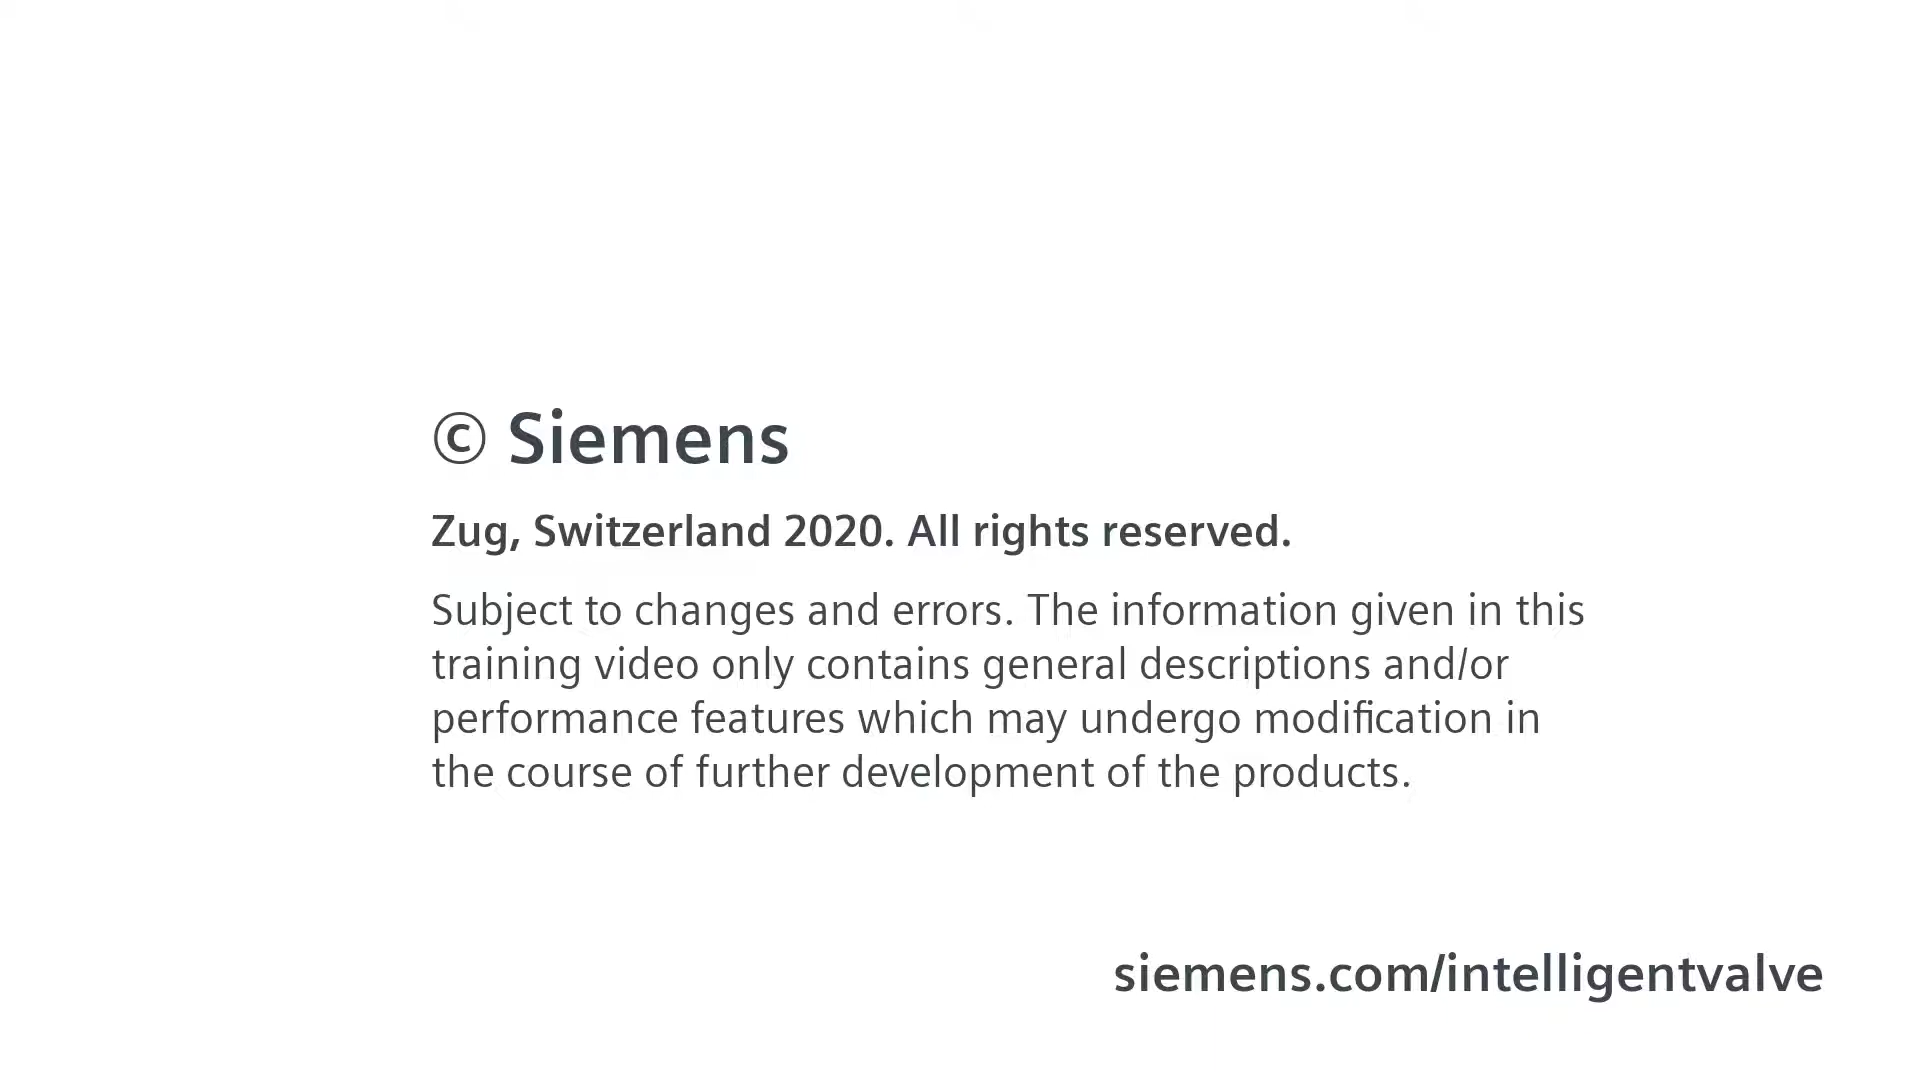 © Siemens
Zug, Switzerland 2020. All rights reserved.
Subject to changes and errors. The information given in this
training video only contains general descriptions and/or
performance features which may undergo modification in
the course of further development of the products.
siemens.com/intelligentvalve